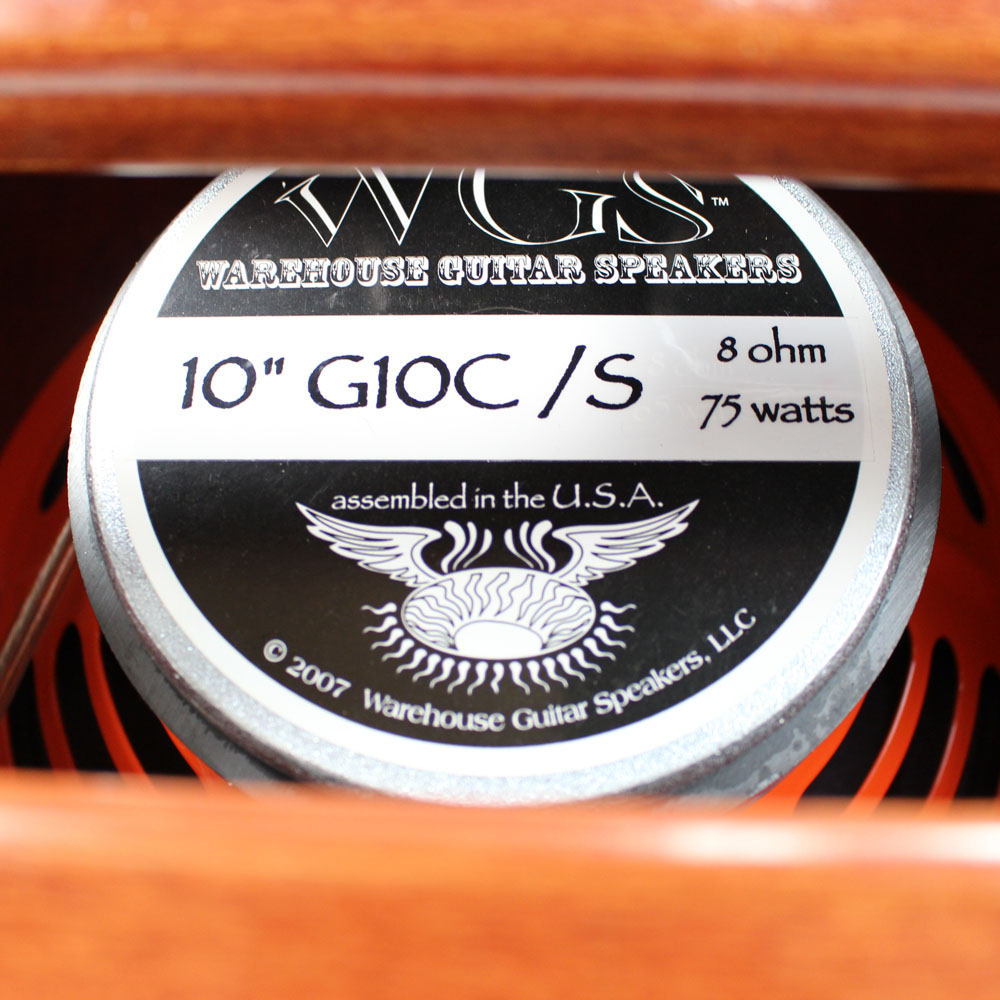 WGS™
WAREHOUSE GUITAR SPEAKERS
10" G10C /S
8 ohm
75 watts
assembled in the U.S.A.
© 2007 Warehouse Guitar Speakers, LLC